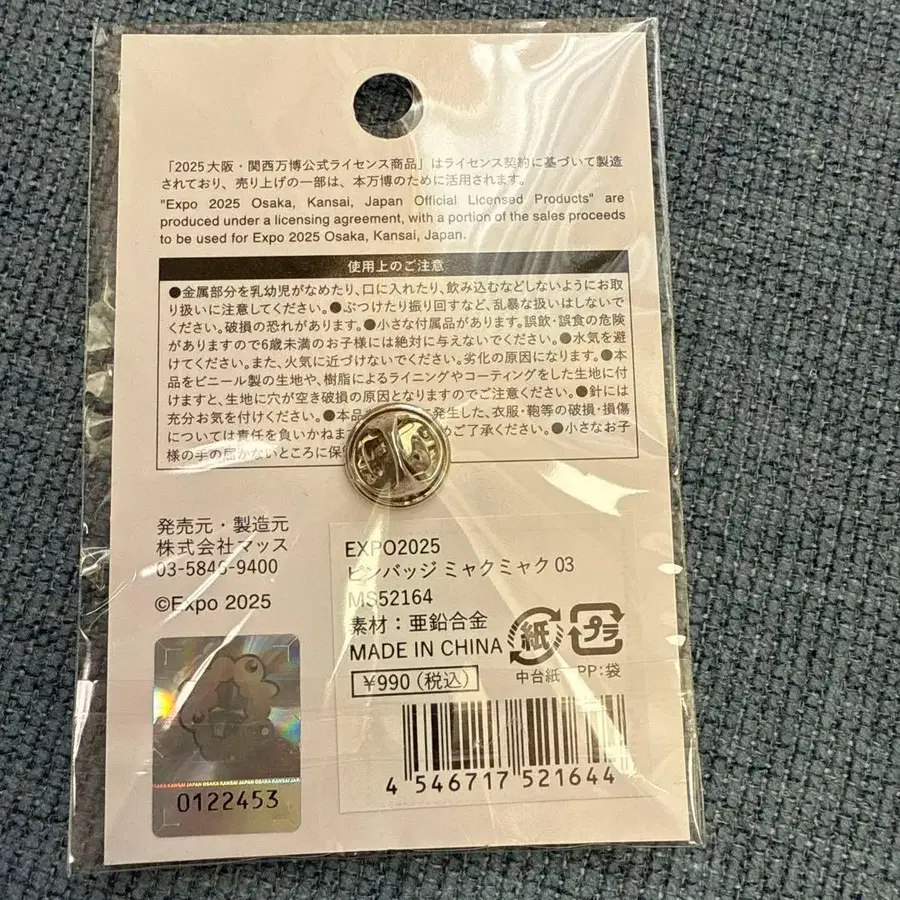 「2025大阪・関西万博公式ライセンス商品」はライセンス契約に基づいて製造
されており、売り上げの一部は、本万博のために活用されます。
"Expo 2025 Osaka, Kansai, Japan Official Licensed Products" are
produced under a licensing agreement, with a portion of the sales proceeds
to be used for Expo 2025 Osaka, Kansai, Japan.
使用上のご注意
●金属部分を乳幼児がなめたり、口に入れたり、飲み込むなどしないようにお取
り扱いに注意してください。●ぶつけたり振り回すなど、乱暴な扱いはしないで
ください。破損の恐れがあります。●小さな付属品があります。誤飲・誤食の危険
がありますので6歳未満のお子様には絶対に与えないでください。●水気を避
けてください。また、火気に近づけないでください。劣化の原因になります。●本
品をビニール製の生地や、樹脂によるライニングやコーティングをした生地に付
けますと、生地に穴が空き破損の原因となりますのでご注意ください。●針には
充分お気を付けください。●本品 発生した、衣服・鞄等の破損・損傷
については責任を負いかねま めご了承ください。●小さなお子
様の手の届かないところに保
発売元・製造元
株式会社マッス
03-5846-9400
©Expo 2025
EXPO2025
ピンバッジ ミャクミャク 03
MS52164
素材：亜鉛合金
MADE IN CHINA
紙
プラ
中台紙
PP:袋
¥990（税込）
4 546717 521644
OSAKA KANSAI JAPAN OSAKA KANSAI JAPAN OSAKA KANSAI JAP
0122453